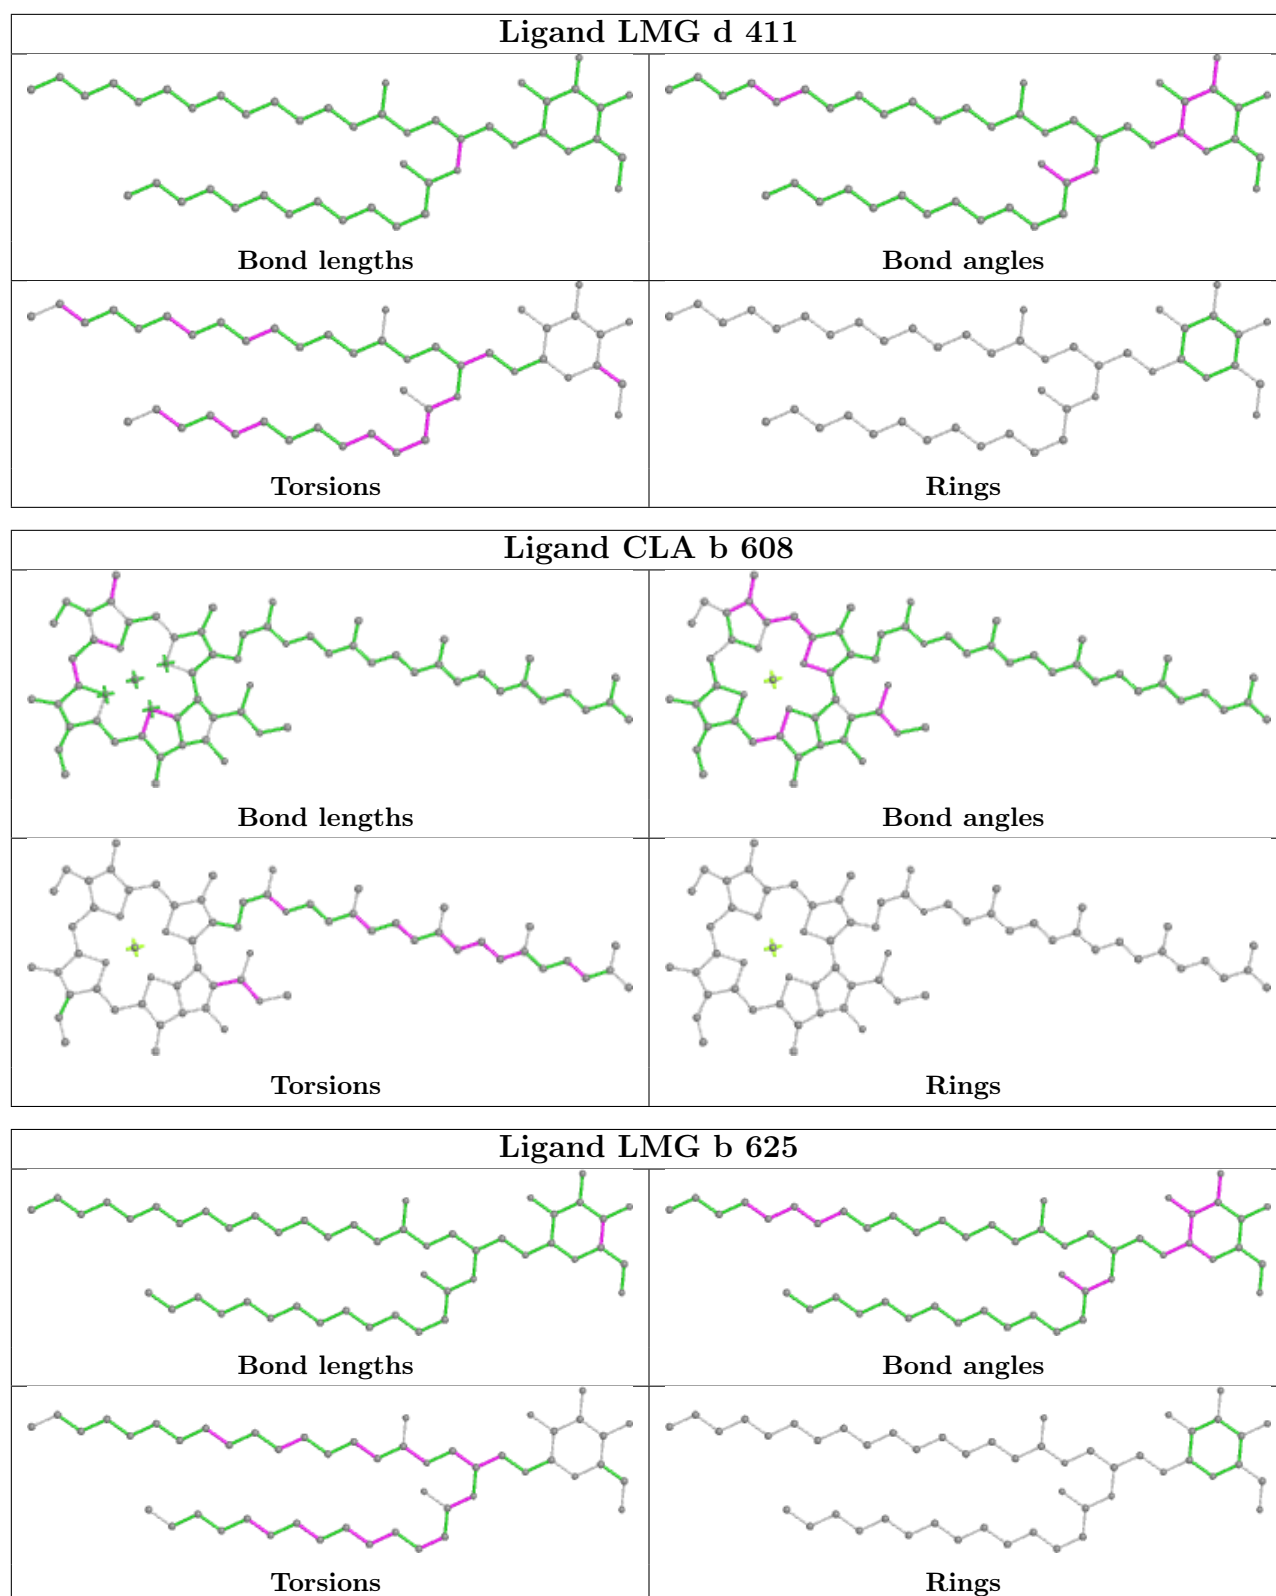 Ligand LMG d 411
Bond lengths
Bond angles
Torsions
Rings
Ligand CLA b 608
Bond lengths
Bond angles
Torsions
Rings
Ligand LMG b 625
Bond lengths
Bond angles
Torsions
Rings